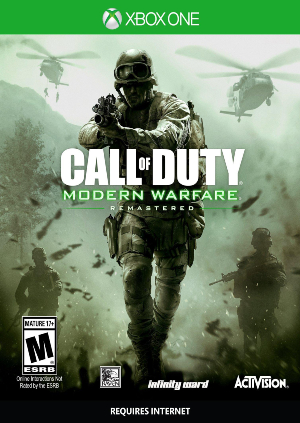 XBOX ONE
CALL OF DUTY
MODERN WARFARE
REMASTERED
MATURE 17+
M
ESRB
Online Interactions Not
Rated by the ESRB
infinity ward
ACTIVISION
REQUIRES INTERNET